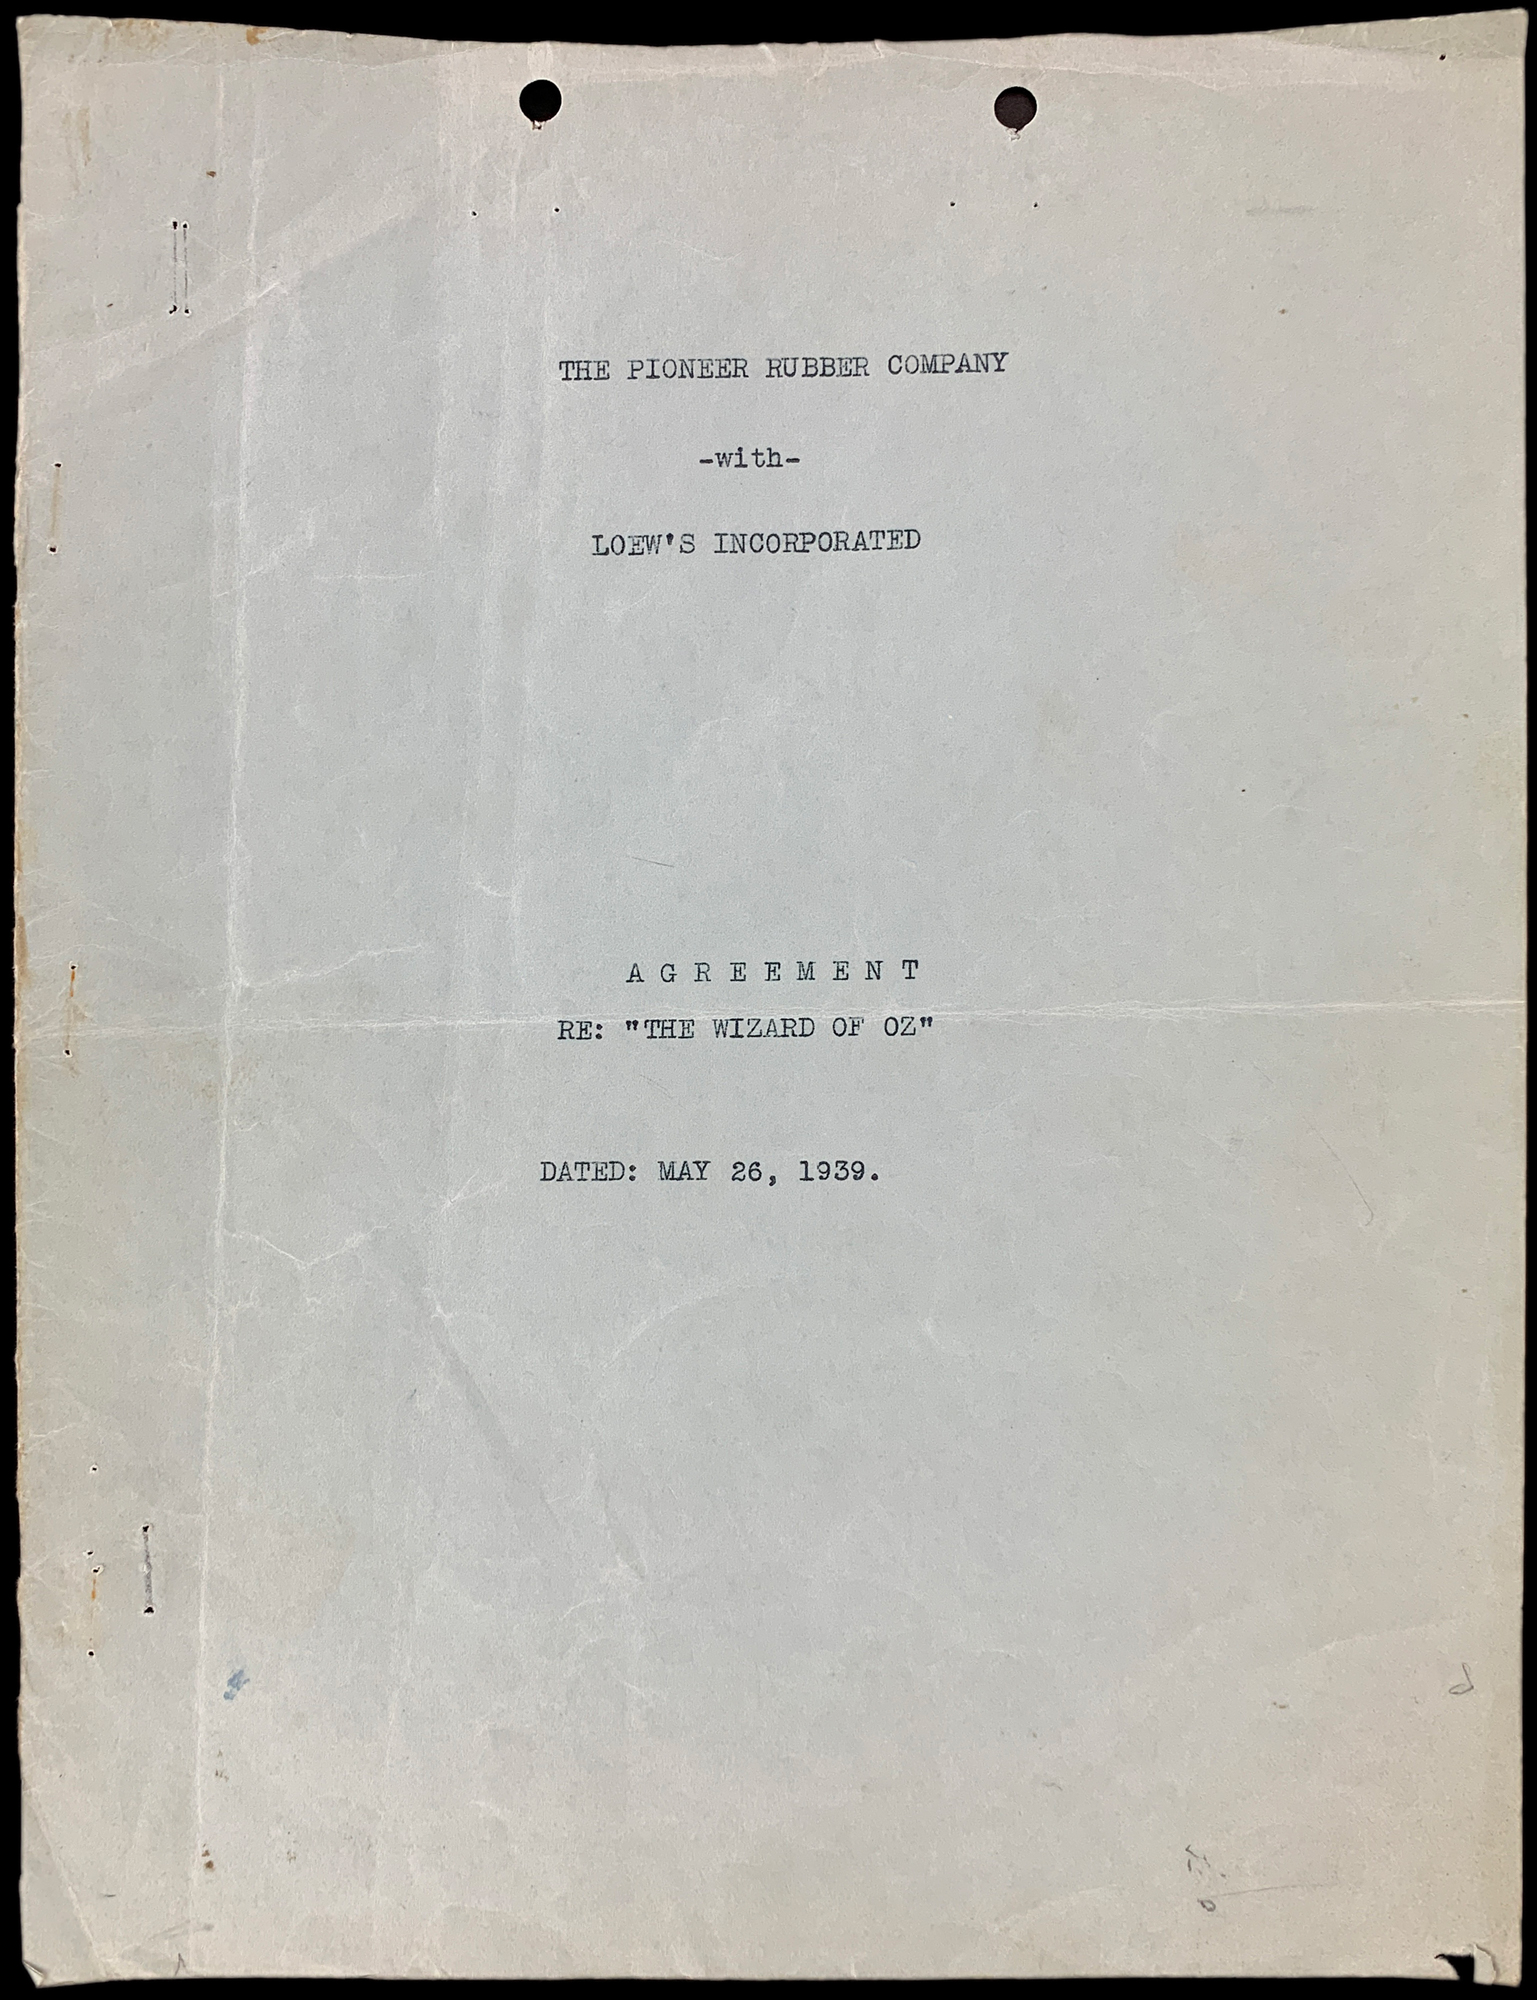 THE PIONEER RUBBER COMPANY
-with-
LOEW'S INCORPORATED
A G R E E M E N T
RE: "THE WIZARD OF OZ"
DATED: MAY 26, 1939.